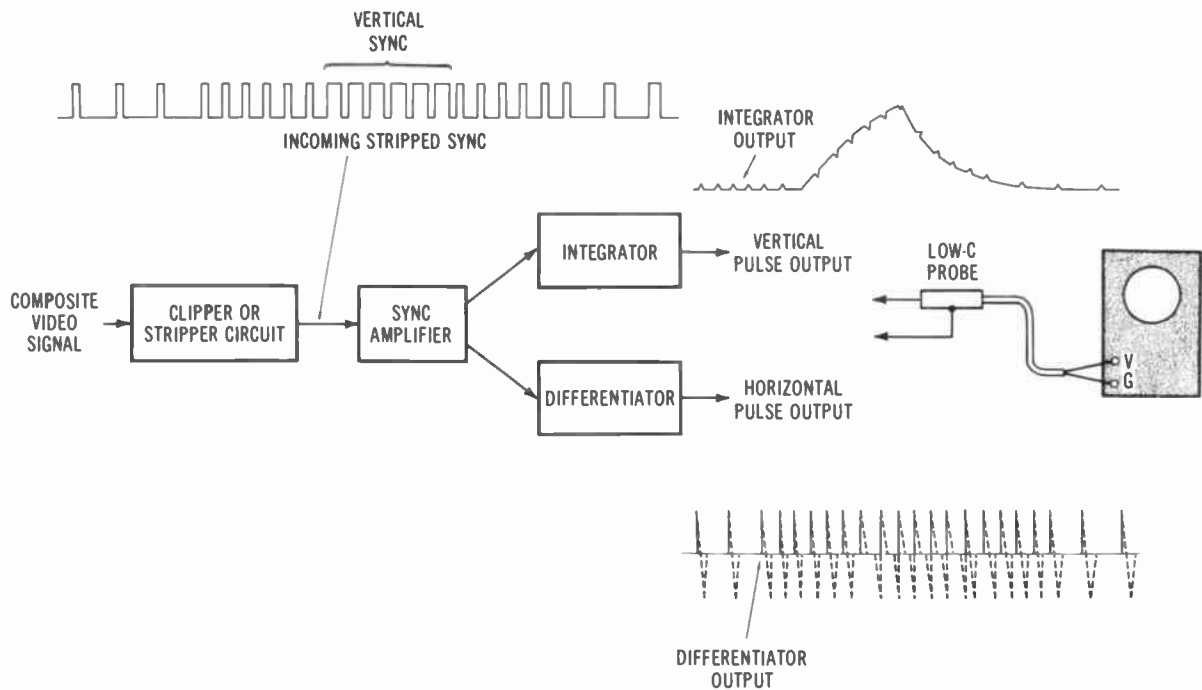 VERTICAL
SYNC
INCOMING STRIPPED SYNC
INTEGRATOR
OUTPUT
COMPOSITE
VIDEO
SIGNAL
CLIPPER OR
STRIPPER CIRCUIT
SYNC
AMPLIFIER
INTEGRATOR
VERTICAL
PULSE OUTPUT
DIFFERENTIATOR
HORIZONTAL
PULSE OUTPUT
LOW-C
PROBE
V
G
DIFFERENTIATOR
OUTPUT